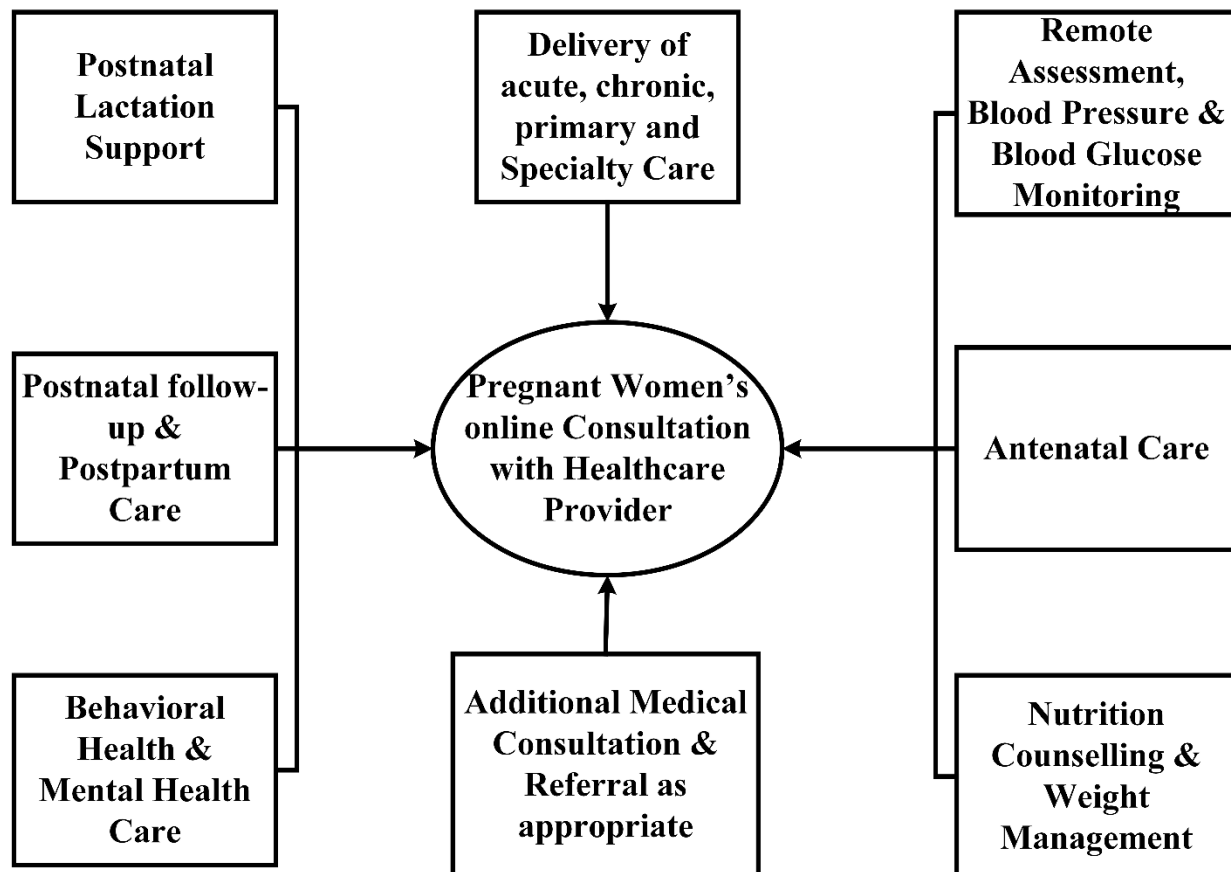 Postnatal
Lactation
Support
Delivery of
acute, chronic,
primary and
Specialty Care
Remote
Assessment,
Blood Pressure &
Blood Glucose
Monitoring
Postnatal follow-
up &
Postpartum
Care
Pregnant Women’s
online Consultation
with Healthcare
Provider
Antenatal Care
Behavioral
Health &
Mental Health
Care
Additional Medical
Consultation &
Referral as
appropriate
Nutrition
Counselling &
Weight
Management